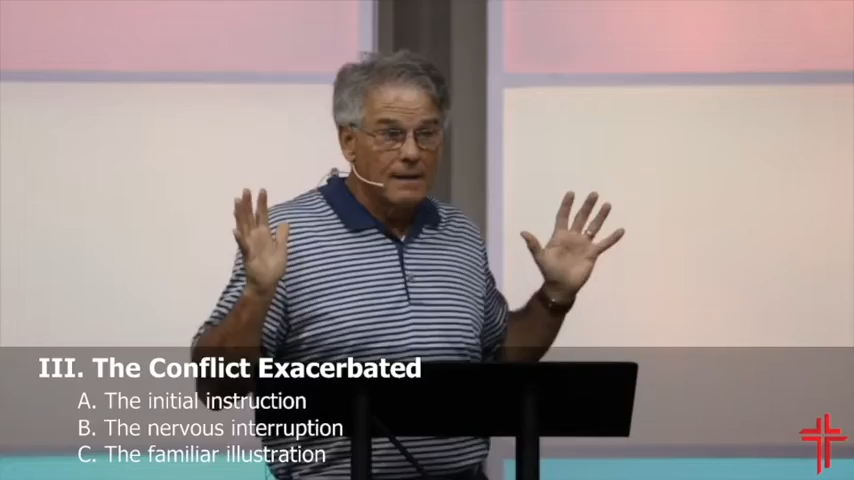 III. The Conflict Exacerbated
A. The initial instruction
B. The nervous interruption
C. The familiar illustration